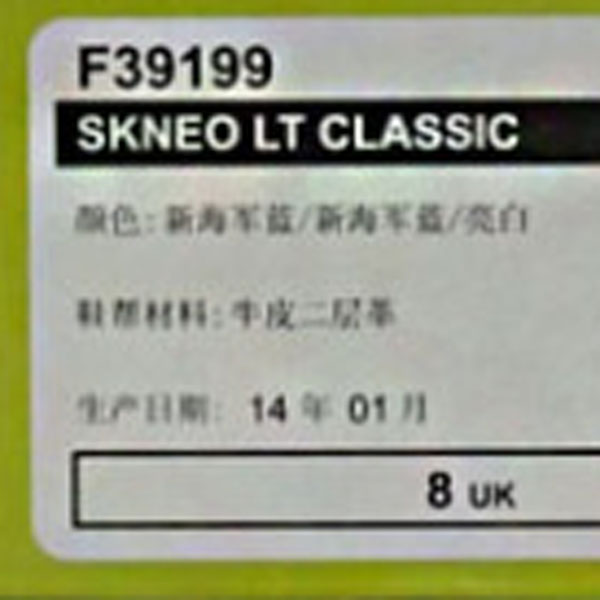 F39199
SKNEO LT CLASSIC
颜色:新海军蓝/新海军蓝/亮白
鞋帮材料:牛皮二层革
生产日期: 14 年 01 月
8 UK